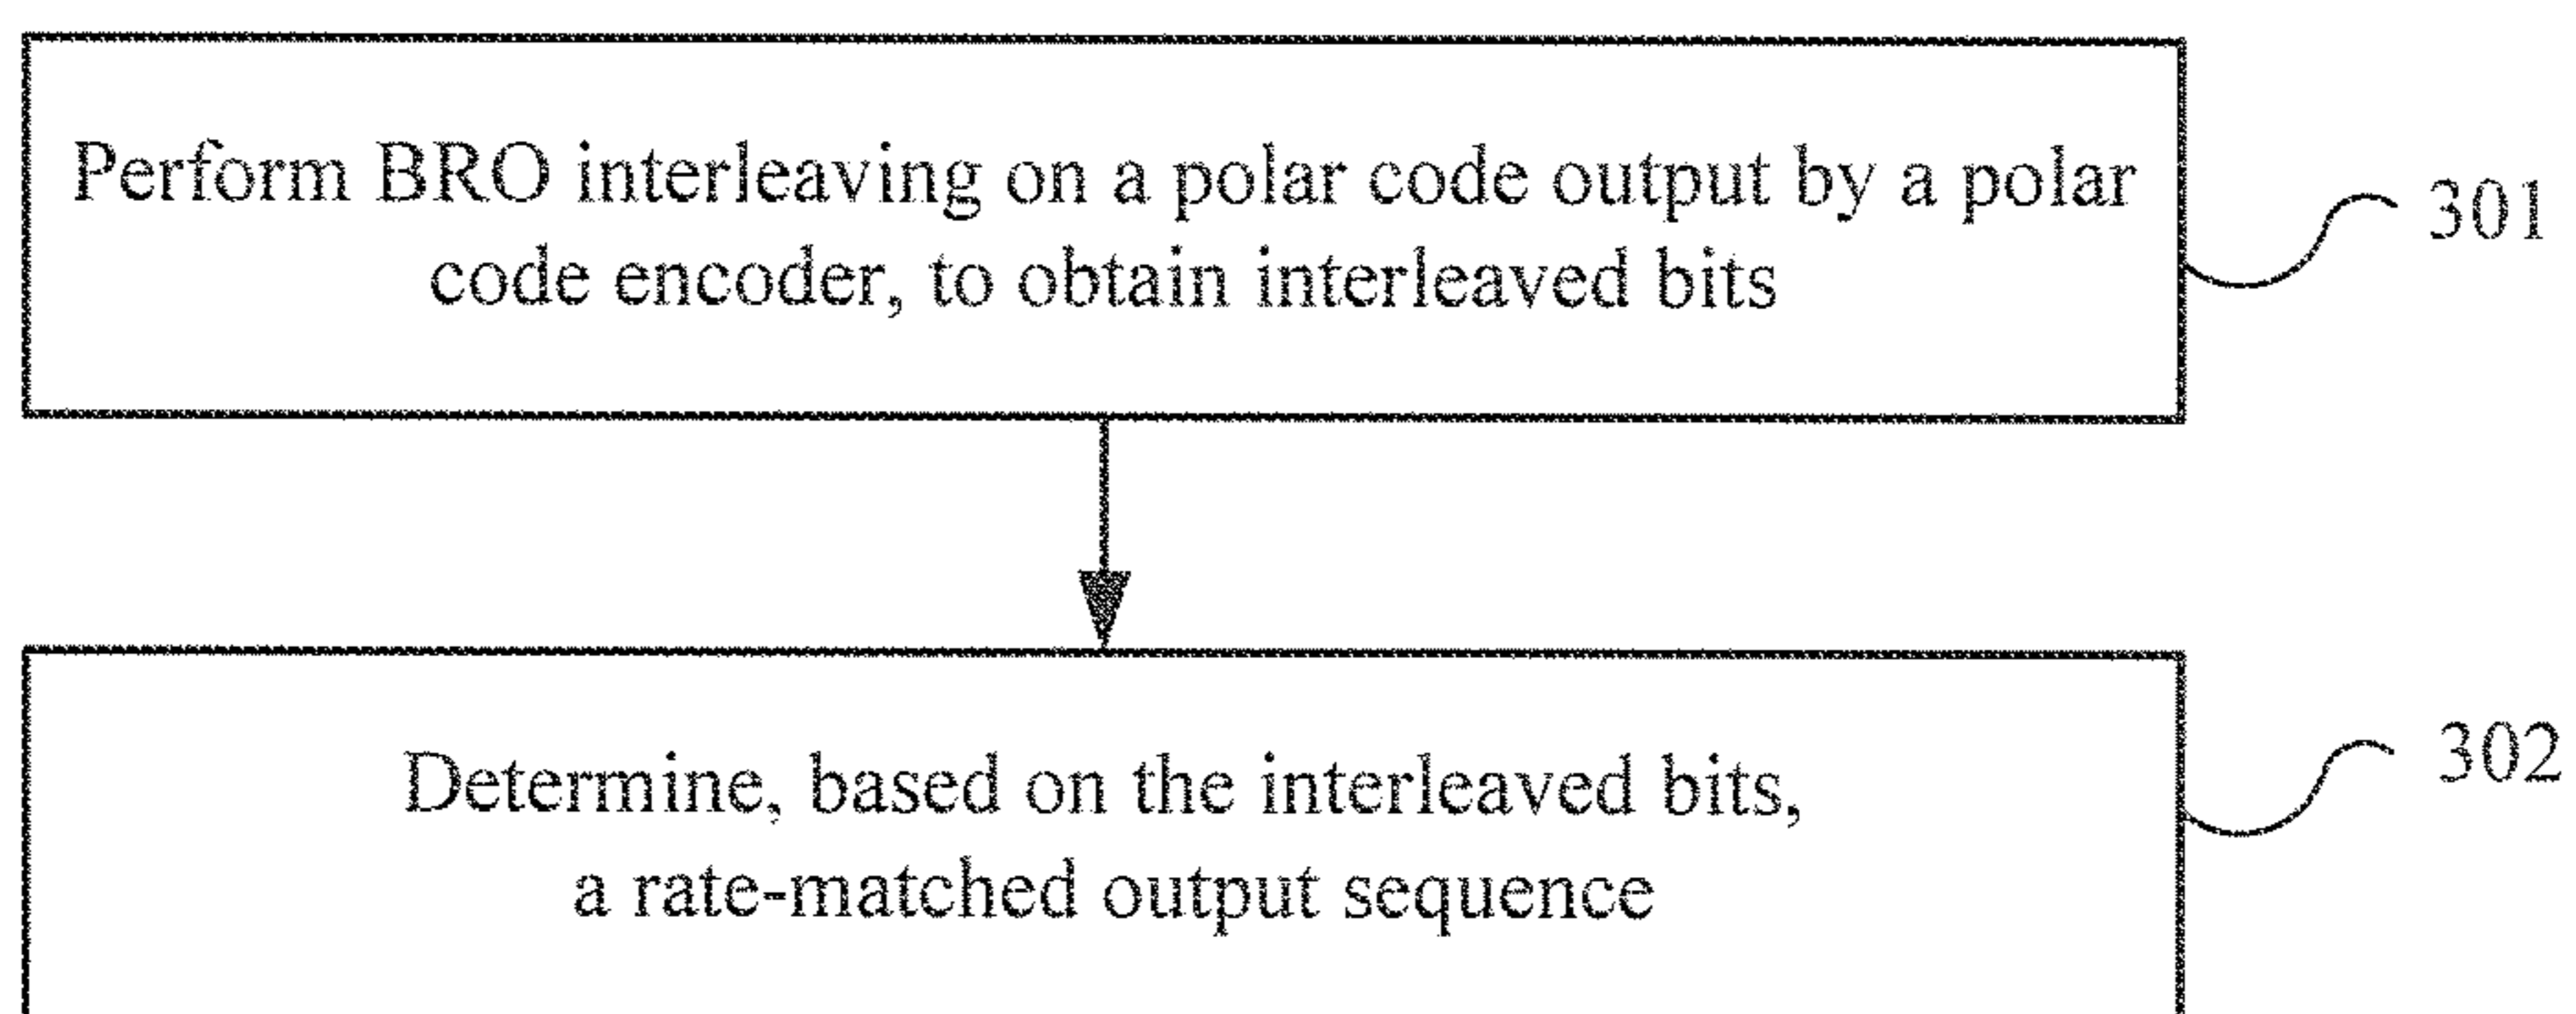 Perform BRO interleaving on a polar code output by a polar
code encoder, to obtain interleaved bits
301
Determine, based on the interleaved bits,
a rate-matched output sequence
302